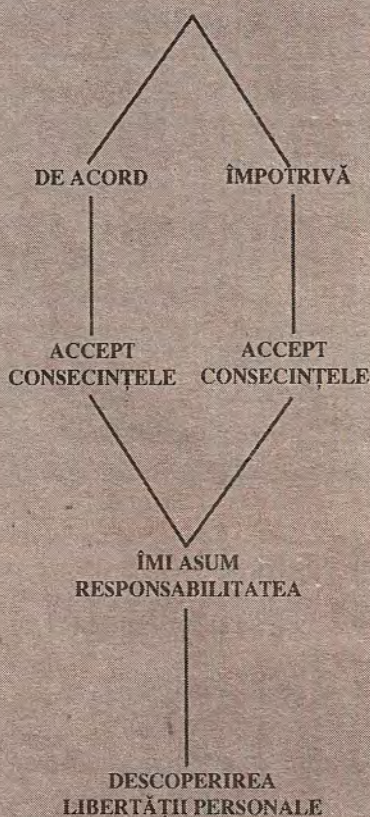 DE ACORD
ÎMPOTRIVĂ
ACCEPT
CONSECINȚELE
ACCEPT
CONSECINȚELE
ÎMI ASUM
RESPONSABILITATEA
DESCOPERIREA
LIBERTĂȚII PERSONALE